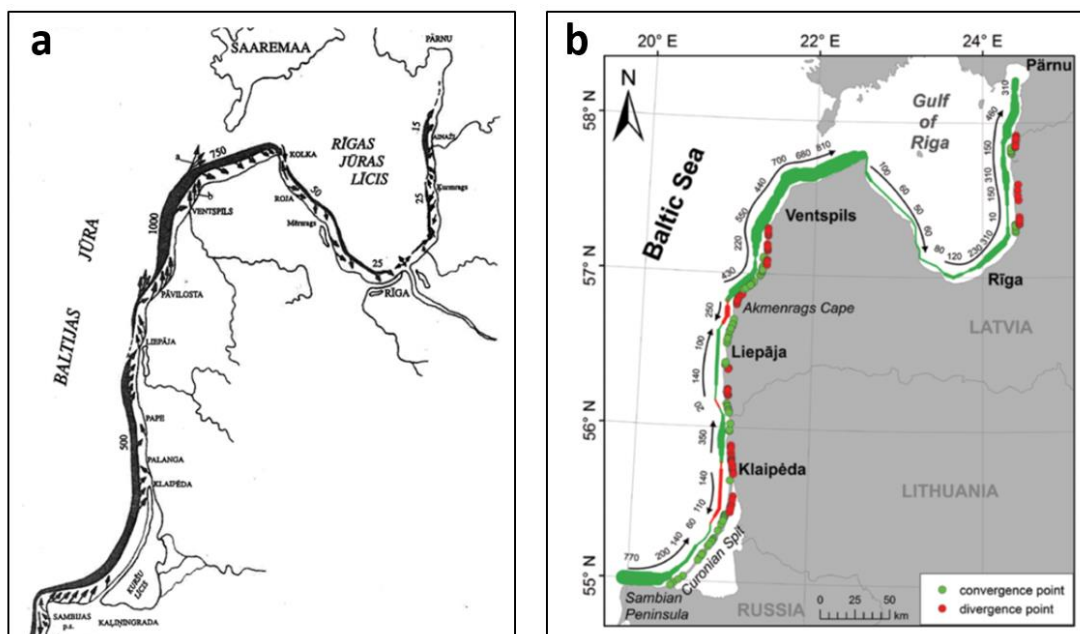 a
SAAREMAA
PÄRNU
RĪGAS
JŪRAS
LĪCIS
15
AINAŽI
Kurmrags
25
750
KOLKA
50
ROJA
Mērsrags
VENTSPILS
1000
25
RĪGA
BALTIJAS JŪRA
PĀVILOSTA
LIEPĀJA
PAPE
500
PALANGA
KLAIPĖDA
KURŠU
LĪCIS
SAMBIJAS
p-s.
KAĻIŅINGRADA
b
20° E
22° E
24° E
N
58° N
57° N
56° N
55° N
Pärnu
Gulf
of
Riga
Baltic Sea
Ventspils
Rīga
Akmenrags Cape
LATVIA
Liepāja
Klaipėda
LITHUANIA
Curonian Spit
Sambian
Peninsula
RUSSIA
770
200
140
60
110
140
350
20
140
100
250
430
220
550
440
700
680
810
100
60
50
60
80
120
230
310
10
150
310
150
480
310
0
25
50
km
convergence point
divergence point